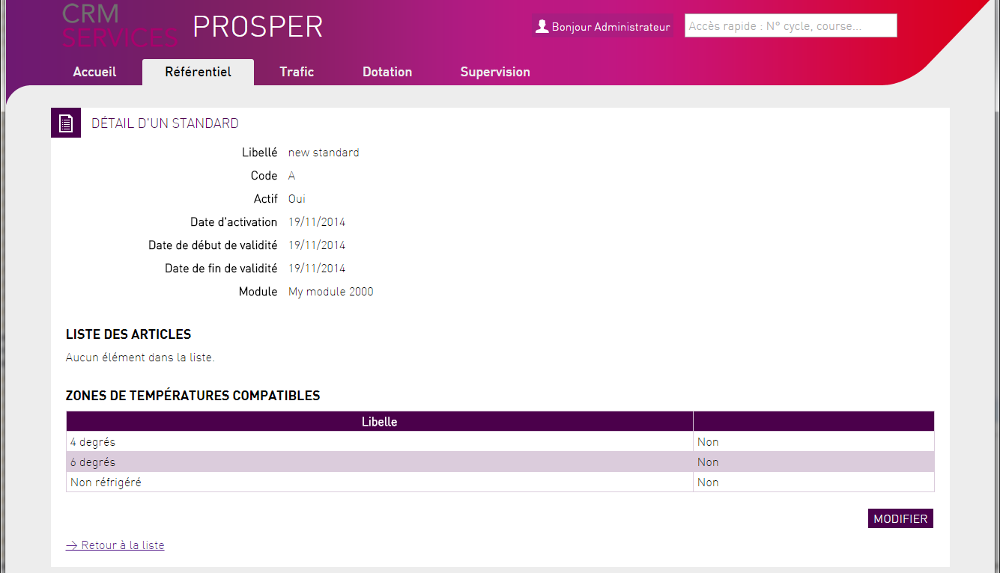 CRM
SERVICES
PROSPER
Bonjour Administrateur
Accès rapide : N° cycle, course...
Accueil Référentiel Trafic Dotation Supervision
DÉTAIL D'UN STANDARD
Libellé new standard
Code A
Actif Oui
Date d'activation 19/11/2014
Date de début de validité 19/11/2014
Date de fin de validité 19/11/2014
Module My module 2000
LISTE DES ARTICLES
Aucun élément dans la liste.
ZONES DE TEMPÉRATURES COMPATIBLES
Libelle
4 degrés Non
6 degrés Non
Non réfrigéré Non
MODIFIER
→ Retour à la liste